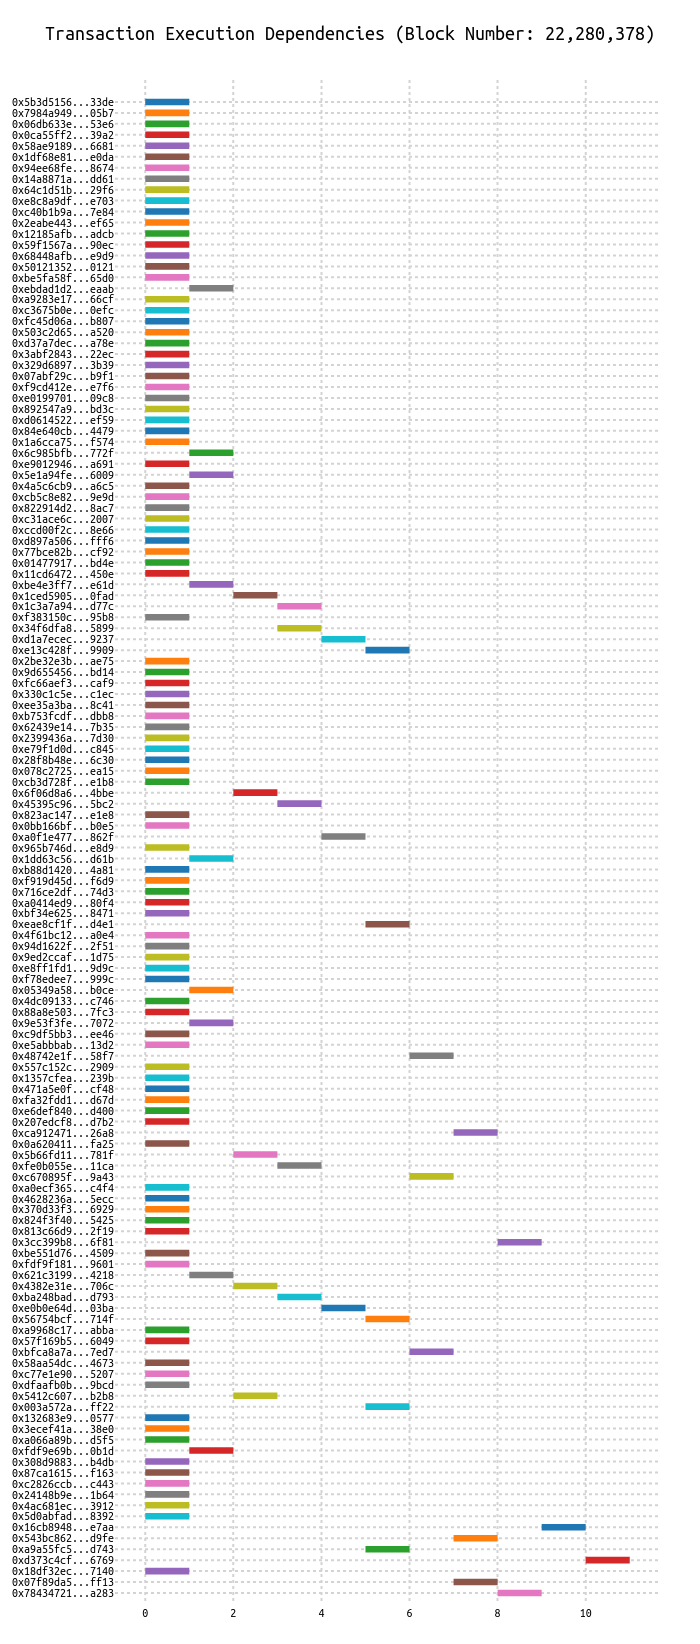 Transaction Execution Dependencies (Block Number: 22,280,378)
0x5b3d5156...33de
0x7984a949...05b7
0x06db633e...53e6
0x0ca55ff2...39a2
0x58ae9189...6681
0x1df68e81...e0da
0x94ee68fe...8674
0x14a8871a...dd61
0x64c1d51b...29f6
0xe8c8a9df...e703
0xc40b1b9a...7e84
0x2eabe443...ef65
0x12185afb...adcb
0x59f1567a...90ec
0x68448afb...e9d9
0x50121352...0121
0xbe5fa58f...65d0
0xebdad1d2...eaab
0xa9283e17...66cf
0xc3675b0e...0efc
0xfc45d06a...b807
0x503c2d65...a520
0xd37a7dec...a78e
0x3abf2843...22ec
0x329d6897...3b39
0x07abf29c...b9f1
0xf9cd412e...e7f6
0xe0199701...09c8
0x892547a9...bd3c
0xd0614522...ef59
0x84e640cb...4479
0x1a6cca75...f574
0x6c985bfb...772f
0xe9012946...a691
0x5e1a94fe...6009
0x4a5c6cb9...a6c5
0xcb5c8e82...9e9d
0x822914d2...8ac7
0xc31ace6c...2007
0xccd00f2c...8e66
0xd897a506...fff6
0x77bce82b...cf92
0x01477917...bd4e
0x11cd6472...450e
0xbe4e3ff7...e61d
0x1ced5905...0fad
0x1c3a7a94...d77c
0xf383150c...95b8
0x34f6dfa8...5899
0xd1a7ecec...9237
0xe13c428f...9909
0x2be32e3b...ae75
0x9d655456...bd14
0xfc66aef3...caf9
0x330c1c5e...c1ec
0xee35a3ba...8c41
0xb753fcdf...dbb8
0x62439e14...7b35
0x2399436a...7d30
0xe79f1d0d...c845
0x28f8b48e...6c30
0x078c2725...ea15
0xcb3d728f...e1b8
0x6f06d8a6...4bbe
0x45395c96...5bc2
0x823ac147...e1e8
0x0bb166bf...b0e5
0xa0f1e477...862f
0x965b746d...e8d9
0x1dd63c56...d61b
0xb88d1420...4a81
0xf919d45d...f6d9
0x716ce2df...74d3
0xa0414ed9...80f4
0xbf34e625...8471
0xeae8cf1f...d4e1
0x4f61bc12...a0e4
0x94d1622f...2f51
0x9ed2ccaf...1d75
0xe8ff1fd1...9d9c
0xf78edee7...999c
0x05349a58...b0ce
0x4dc09133...c746
0x88a8e503...7fc3
0x9e53f3fe...7072
0xc9df5bb3...ee46
0xe5abbbab...13d2
0x48742e1f...58f7
0x557c152c...2909
0x1357cfea...239b
0x471a5e0f...cf48
0xfa32fdd1...d67d
0xe6def840...d400
0x207edcf8...d7b2
0xca912471...26a8
0x0a620411...fa25
0x5b66fd11...781f
0xfe0b055e...11ca
0xc670895f...9a43
0xa0ecf365...c4f4
0x4628236a...5ecc
0x370d33f3...6929
0x824f3f40...5425
0x813c66d9...2f19
0x3cc399b8...6f81
0xbe551d76...4509
0xfdf9f181...9601
0x621c3199...4218
0x4382e31e...706c
0xba248bad...d793
0xe0b0e64d...03ba
0x56754bcf...714f
0xa9968c17...abba
0x57f169b5...6049
0xbfca8a7a...7ed7
0x58aa54dc...4673
0xc77e1e90...5207
0xdfaafb0b...9bcd
0x5412c607...b2b8
0x003a572a...ff22
0x132683e9...0577
0x3ecef41a...38e0
0xa066a89b...d5f5
0xfdf9e69b...0b1d
0x308d9883...b4db
0x87ca1615...f163
0xc2826ccb...c443
0x24148b9e...1b64
0x4ac681ec...3912
0x5d0abfad...8392
0x16cb8948...e7aa
0x543bc862...d9fe
0xa9a55fc5...d743
0xd373c4cf...6769
0x18df32ec...7140
0x07f89da5...ff13
0x78434721...a283
0 2 4 6 8 10